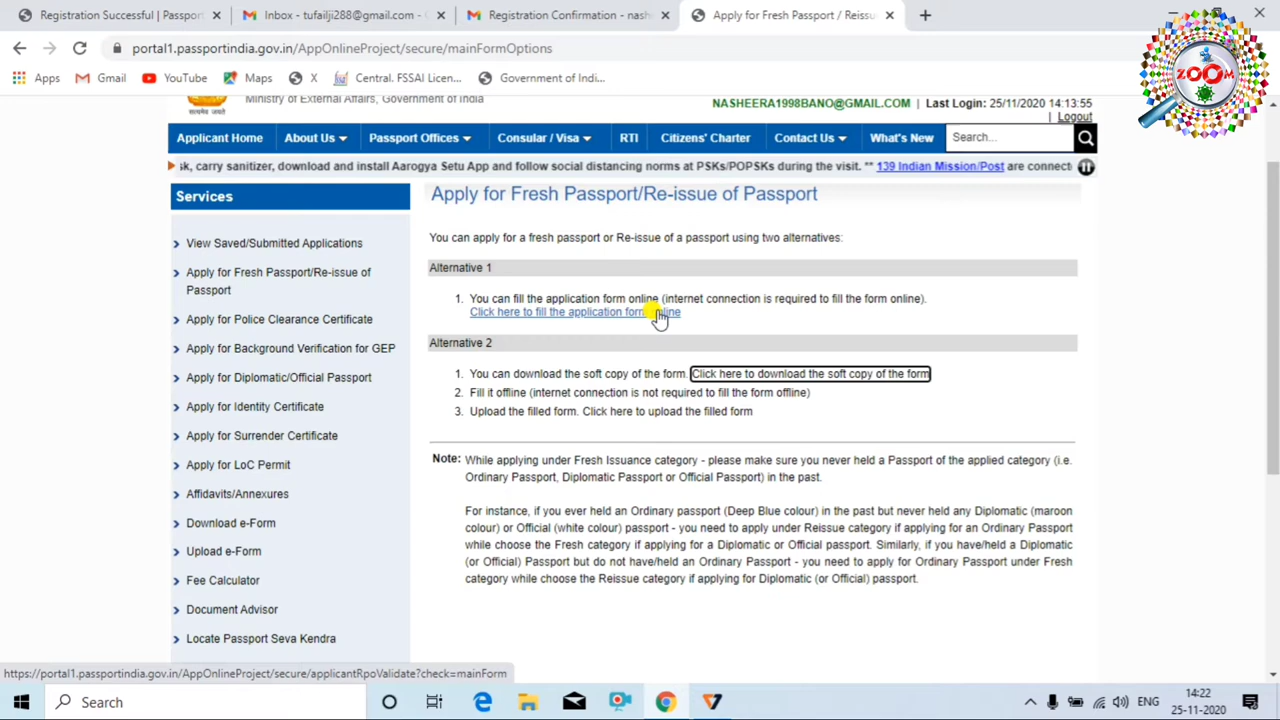 Registration Successful | Passport
Inbox - tufailji288@gmail.com -
Registration Confirmation - nash
Apply for Fresh Passport / Reissu
portal1.passportindia.gov.in/AppOnlineProject/secure/mainFormOptions
Apps
Gmail
YouTube
Maps
X
Central. FSSAI Licen...
Government of Indi...
ZOOM
Ministry of External Affairs, Government of India
NASHEERA1998BANO@GMAIL.COM | Last Login: 25/11/2020 14:13:55
| Logout
Applicant Home
About Us
Passport Offices
Consular / Visa
RTI
Citizens' Charter
Contact Us
What's New
Search...
sk, carry sanitizer, download and install Aarogya Setu App and follow social distancing norms at PSKs/POPSKs during the visit. ** 139 Indian Mission/Post are connect
Services
View Saved/Submitted Applications
Apply for Fresh Passport/Re-issue of
Passport
Apply for Police Clearance Certificate
Apply for Background Verification for GEP
Apply for Diplomatic/Official Passport
Apply for Identity Certificate
Apply for Surrender Certificate
Apply for LoC Permit
Affidavits/Annexures
Download e-Form
Upload e-Form
Fee Calculator
Document Advisor
Locate Passport Seva Kendra
Apply for Fresh Passport/Re-issue of Passport
You can apply for a fresh passport or Re-issue of a passport using two alternatives:
Alternative 1
1. You can fill the application form online (internet connection is required to fill the form online).
Click here to fill the application form online
Alternative 2
1. You can download the soft copy of the form. Click here to download the soft copy of the form
2. Fill it offline (internet connection is not required to fill the form offline)
3. Upload the filled form. Click here to upload the filled form
Note: While applying under Fresh Issuance category - please make sure you never held a Passport of the applied category (i.e.
Ordinary Passport, Diplomatic Passport or Official Passport) in the past.
For instance, if you ever held an Ordinary passport (Deep Blue colour) in the past but never held any Diplomatic (maroon
colour) or Official (white colour) passport - you need to apply under Reissue category if applying for an Ordinary Passport
while choose the Fresh category if applying for a Diplomatic or Official passport. Similarly, if you have/held a Diplomatic
(or Official) Passport but do not have/held an Ordinary Passport - you need to apply for Ordinary Passport under Fresh
category while choose the Reissue category if applying for Diplomatic (or Official) passport.
https://portal1.passportindia.gov.in/AppOnlineProject/secure/applicantRpoValidate?check=mainForm
Search
ENG
14:22
25-11-2020